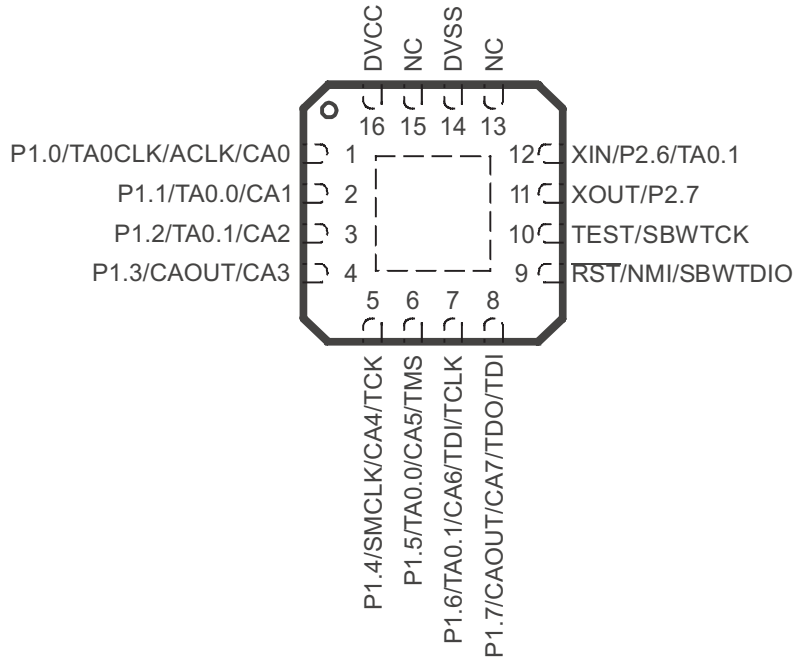 DVCC
NC
DVSS
NC
16 15 14 13
P1.0/TA0CLK/ACLK/CA0 1
P1.1/TA0.0/CA1 2
P1.2/TA0.1/CA2 3
P1.3/CAOUT/CA3 4
12 XIN/P2.6/TA0.1
11 XOUT/P2.7
10 TEST/SBWTCK
9 RST/NMI/SBWTDIO
5 6 7 8
P1.4/SMCLK/CA4/TCK
P1.5/TA0.0/CA5/TMS
P1.6/TA0.1/CA6/TDI/TCLK
P1.7/CAOUT/CA7/TDO/TDI